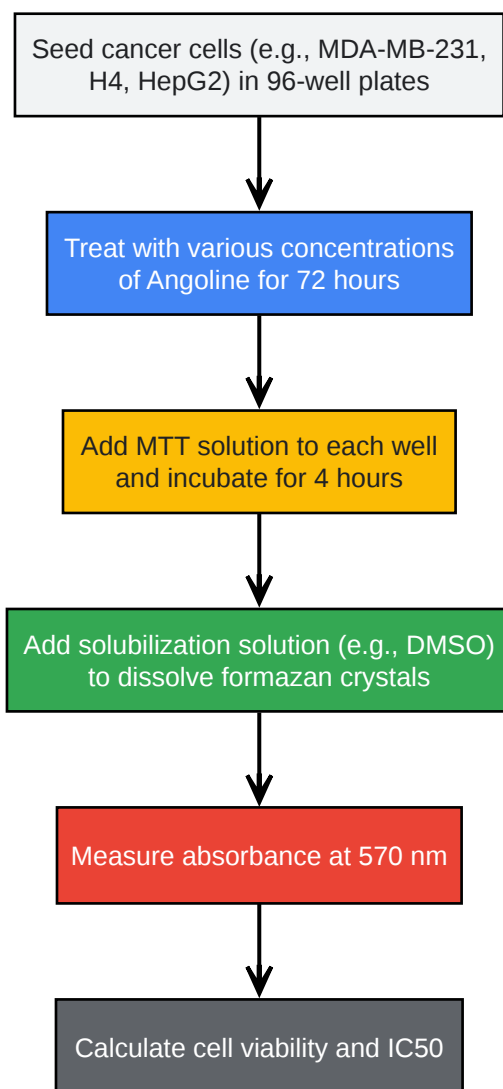 Seed cancer cells (e.g., MDA-MB-231,
H4, HepG2) in 96-well plates
Treat with various concentrations
of Angoline for 72 hours
Add MTT solution to each well
and incubate for 4 hours
Add solubilization solution (e.g., DMSO)
to dissolve formazan crystals
Measure absorbance at 570 nm
Calculate cell viability and IC50